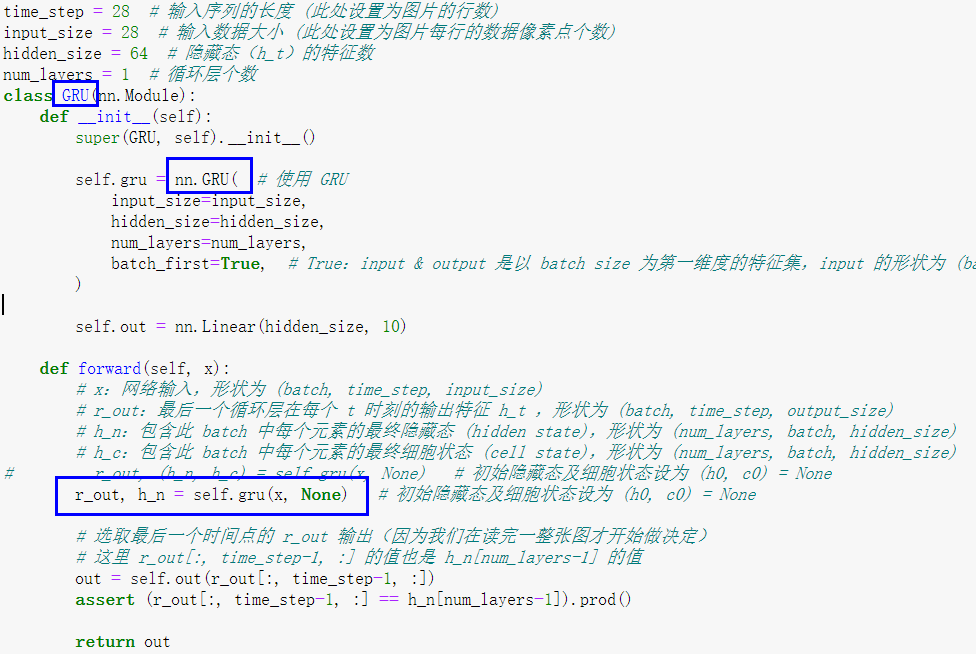 time_step = 28  # 输入序列的长度 (此处设置为图片的行数)
input_size = 28  # 输入数据大小 (此处设置为图片每行的数据像素点个数)
hidden_size = 64  # 隐藏态 (h_t) 的特征数
num_layers = 1  # 循环层个数
class GRU(nn.Module):
    def __init__(self):
        super(GRU, self).__init__()
        self.gru = nn.GRU(  # 使用 GRU
            input_size=input_size,
            hidden_size=hidden_size,
            num_layers=num_layers,
            batch_first=True,  # True: input & output 是以 batch size 为第一维度的特征集, input 的形状为 (ba
        )
        self.out = nn.Linear(hidden_size, 10)
    def forward(self, x):
        # x: 网络输入, 形状为 (batch, time_step, input_size)
        # r_out: 最后一个循环层在每个 t 时刻的输出特征 h_t , 形状为 (batch, time_step, output_size)
        # h_n: 包含此 batch 中每个元素的最终隐藏态 (hidden state), 形状为 (num_layers, batch, hidden_size)
        # h_c: 包含此 batch 中每个元素的最终细胞状态 (cell state), 形状为 (num_layers, batch, hidden_size)
#         r_out, (h_n, h_c) = self.gru(x, None)  # 初始隐藏态及细胞状态设为 (h0, c0) = None
        r_out, h_n = self.gru(x, None)  # 初始隐藏态及细胞状态设为 (h0, c0) = None
        # 选取最后一个时间点的 r_out 输出 (因为我们在读完一整张图才开始做决定)
        # 这里 r_out[:, time_step-1, :] 的值也是 h_n[num_layers-1] 的值
        out = self.out(r_out[:, time_step-1, :])
        assert (r_out[:, time_step-1, :] == h_n[num_layers-1]).prod()
        return out